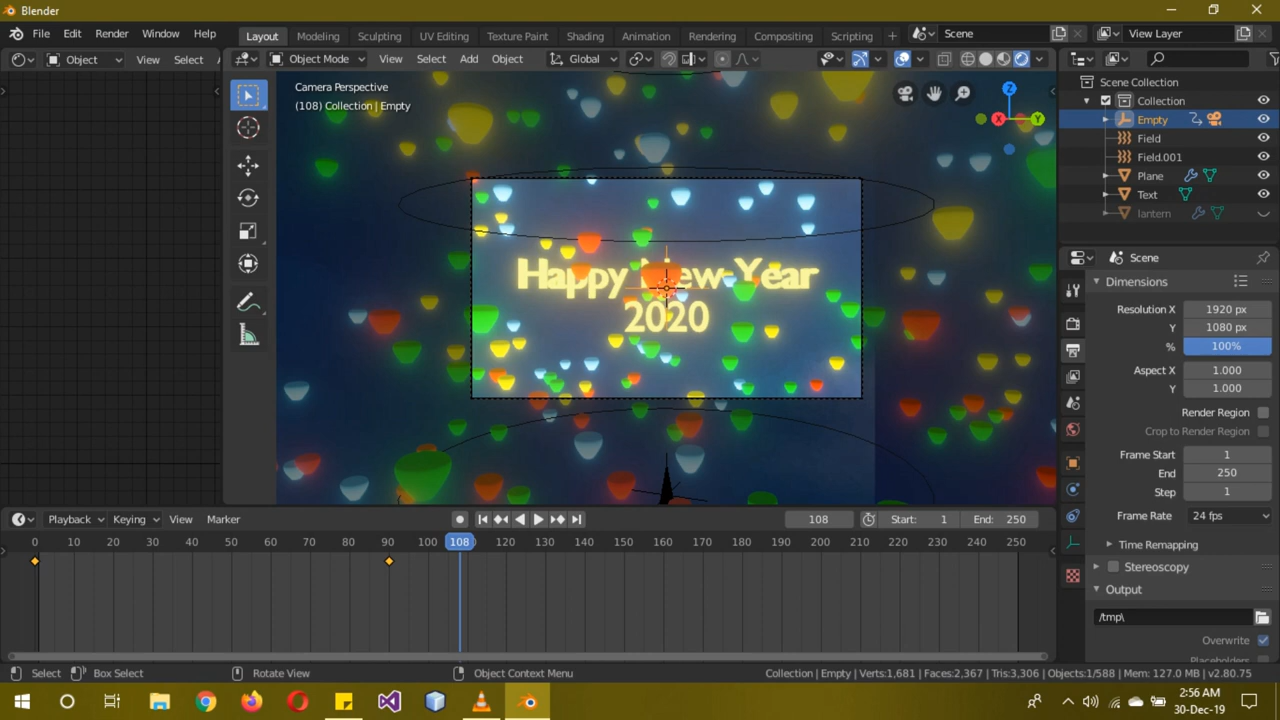 Blender
File Edit Render Window Help
Layout Modeling Sculpting UV Editing Texture Paint Shading Animation Rendering Compositing Scripting + Scene View Layer
Object View Select
Object Mode View Select Add Object Global
Camera Perspective
(108) Collection | Empty
Z
X Y
Happy New Year
2020
Scene Collection
Collection
Empty
Field
Field.001
Plane
Text
lantern
Scene
Dimensions
Resolution X 1920 px
Y 1080 px
% 100%
Aspect X 1.000
Y 1.000
Render Region
Crop to Render Region
Frame Start 1
End 250
Step 1
Frame Rate 24 fps
Time Remapping
Stereoscopy
Output
/tmp\
Overwrite
Placeholders
Playback Keying View Marker 108 Start: 1 End: 250
0 10 20 30 40 50 60 70 80 90 100 108 120 130 140 150 160 170 180 190 200 210 220 230 240 250
Select Box Select Rotate View Object Context Menu Collection | Empty | Verts:1,681 | Faces:2,367 | Tris:3,306 | Objects:1/588 | Mem: 127.0 MB | v2.80.75
2:56 AM
30-Dec-19